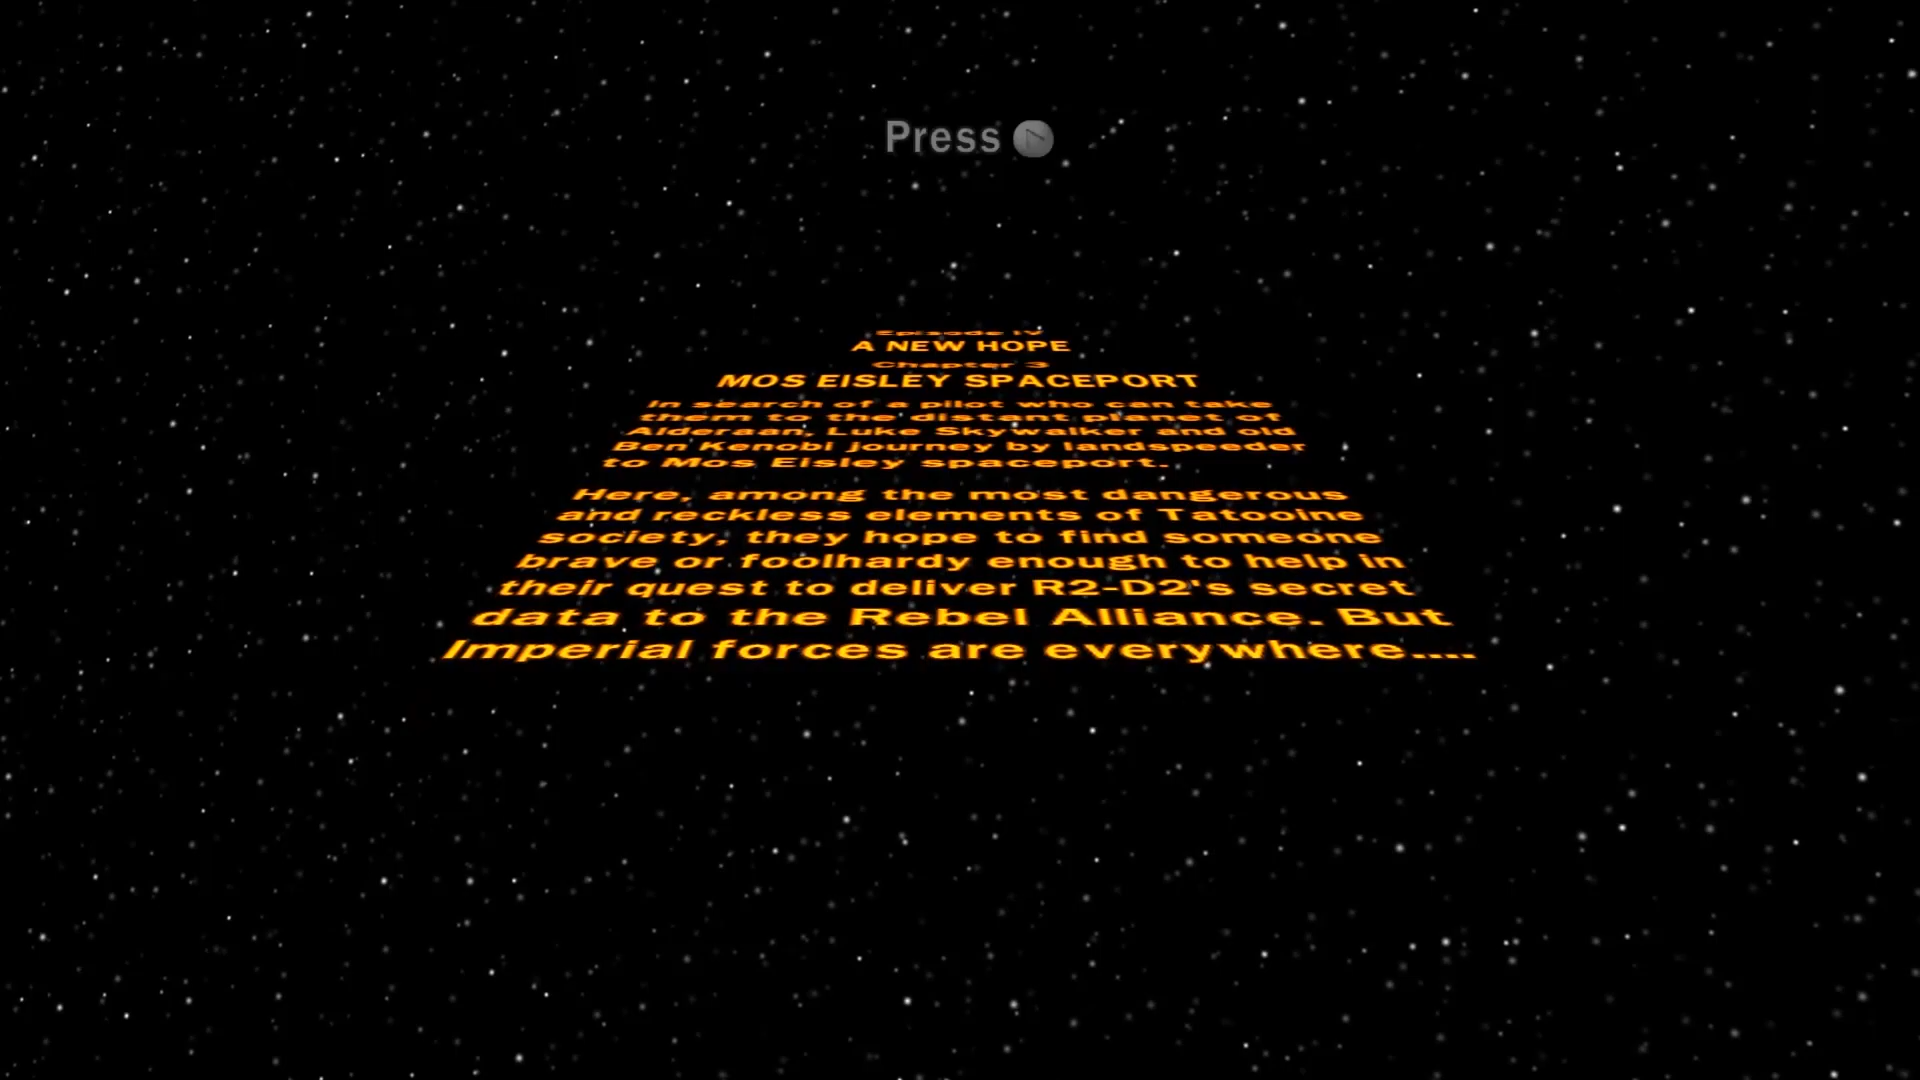 Press
Episode IV
A NEW HOPE
Chapter 3
MOS EISLEY SPACEPORT
In search of a pilot who can take
them to the distant planet of
Alderaan, Luke Skywalker and old
Ben Kenobi journey by landspeeder
to Mos Eisley spaceport.
Here, among the most dangerous
and reckless elements of Tatooine
society, they hope to find someone
brave or foolhardy enough to help in
their quest to deliver R2-D2's secret
data to the Rebel Alliance. But
Imperial forces are everywhere....